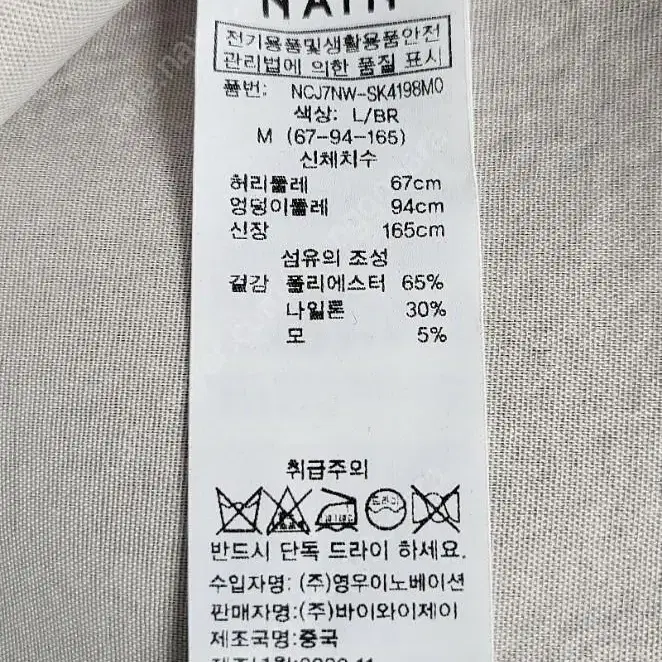 NAIN
전기용품및생활용품안전
관리법에 의한 품질 표시
품번: NCJ7NW-SK4198M0
색상: L/BR
M (67-94-165)
신체치수
허리둘레 67cm
엉덩이둘레 94cm
신장 165cm
섬유의 조성
겉감 폴리에스터 65%
나일론 30%
모 5%
취급주의
드라이
반드시 단독 드라이 하세요.
수입자명: (주)영우이노베이션
판매자명:(주)바이와이제이
제조국명:중국